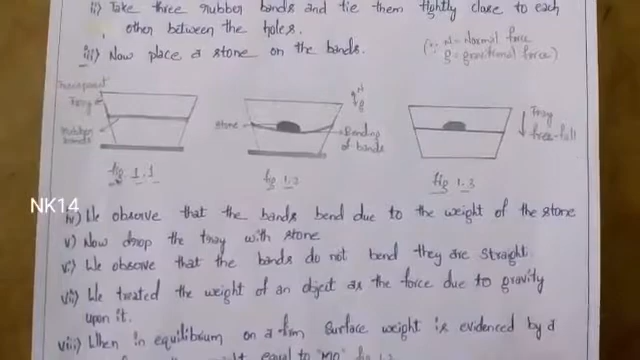 ii) Take three rubber bands and tie them tightly close to each
other between the holes.
iii) Now place a stone on the bands.
(∵ N = Normal force
g = gravitional force)
Transparent
Tray
Rubber
bands
fig 1.1
N
g
Stone
Bending
of bands
fig 1.2
Tray
free-fall
fig 1.3
NK14
iv) We observe that the bands bend due to the weight of the stone
v) Now drop the tray with stone
vi) We observe that the bands do not bend they are straight
vii) We treated the weight of an object as the force due to gravity
upon it.
viii) When in equilibrium on a firm surface weight is evidenced by a
equal to "mg"